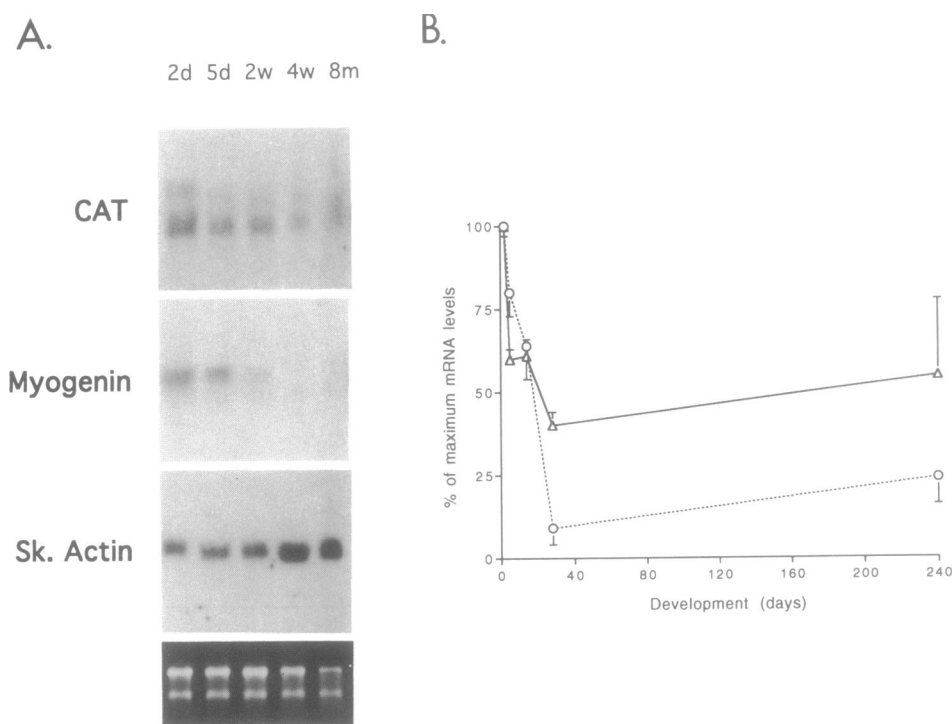 A.
2d 5d 2w 4w 8m
CAT
Myogenin
Sk. Actin
B.
% of maximum mRNA levels
100
75
50
25
0
0 40 80 120 160 200 240
Development (days)